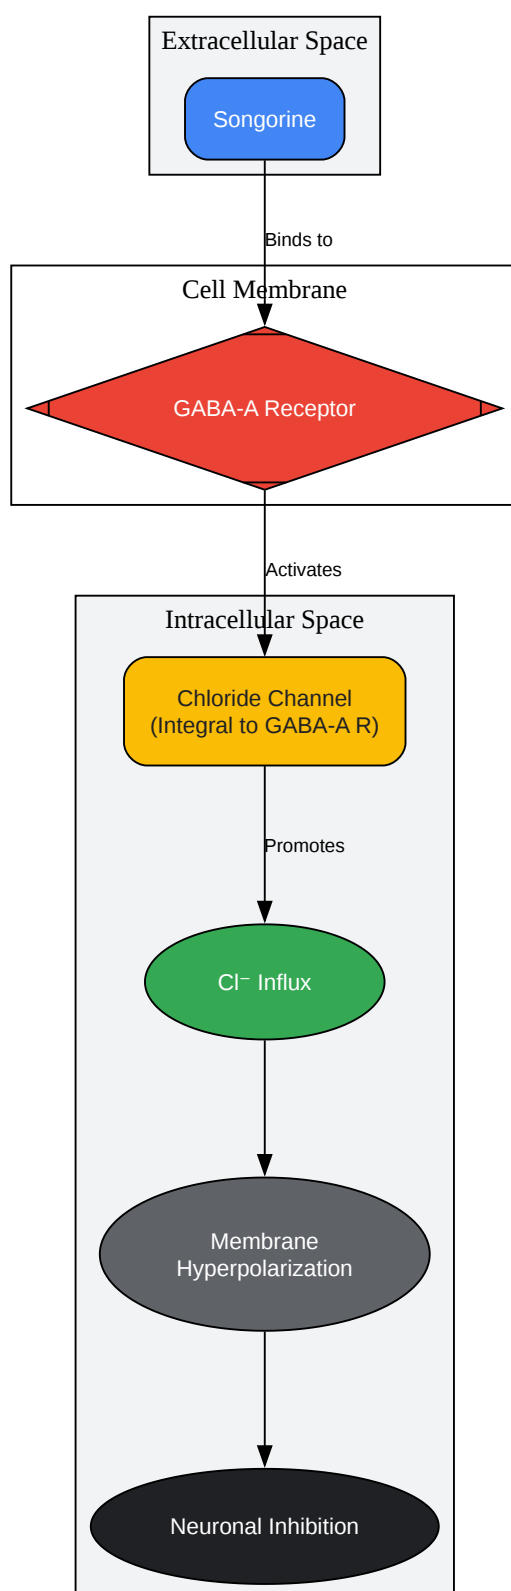 Extracellular Space
Songorine
Binds to
Cell Membrane
GABA-A Receptor
Activates
Intracellular Space
Chloride Channel
(Integral to GABA-A R)
Promotes
Cl⁻ Influx
Membrane
Hyperpolarization
Neuronal Inhibition